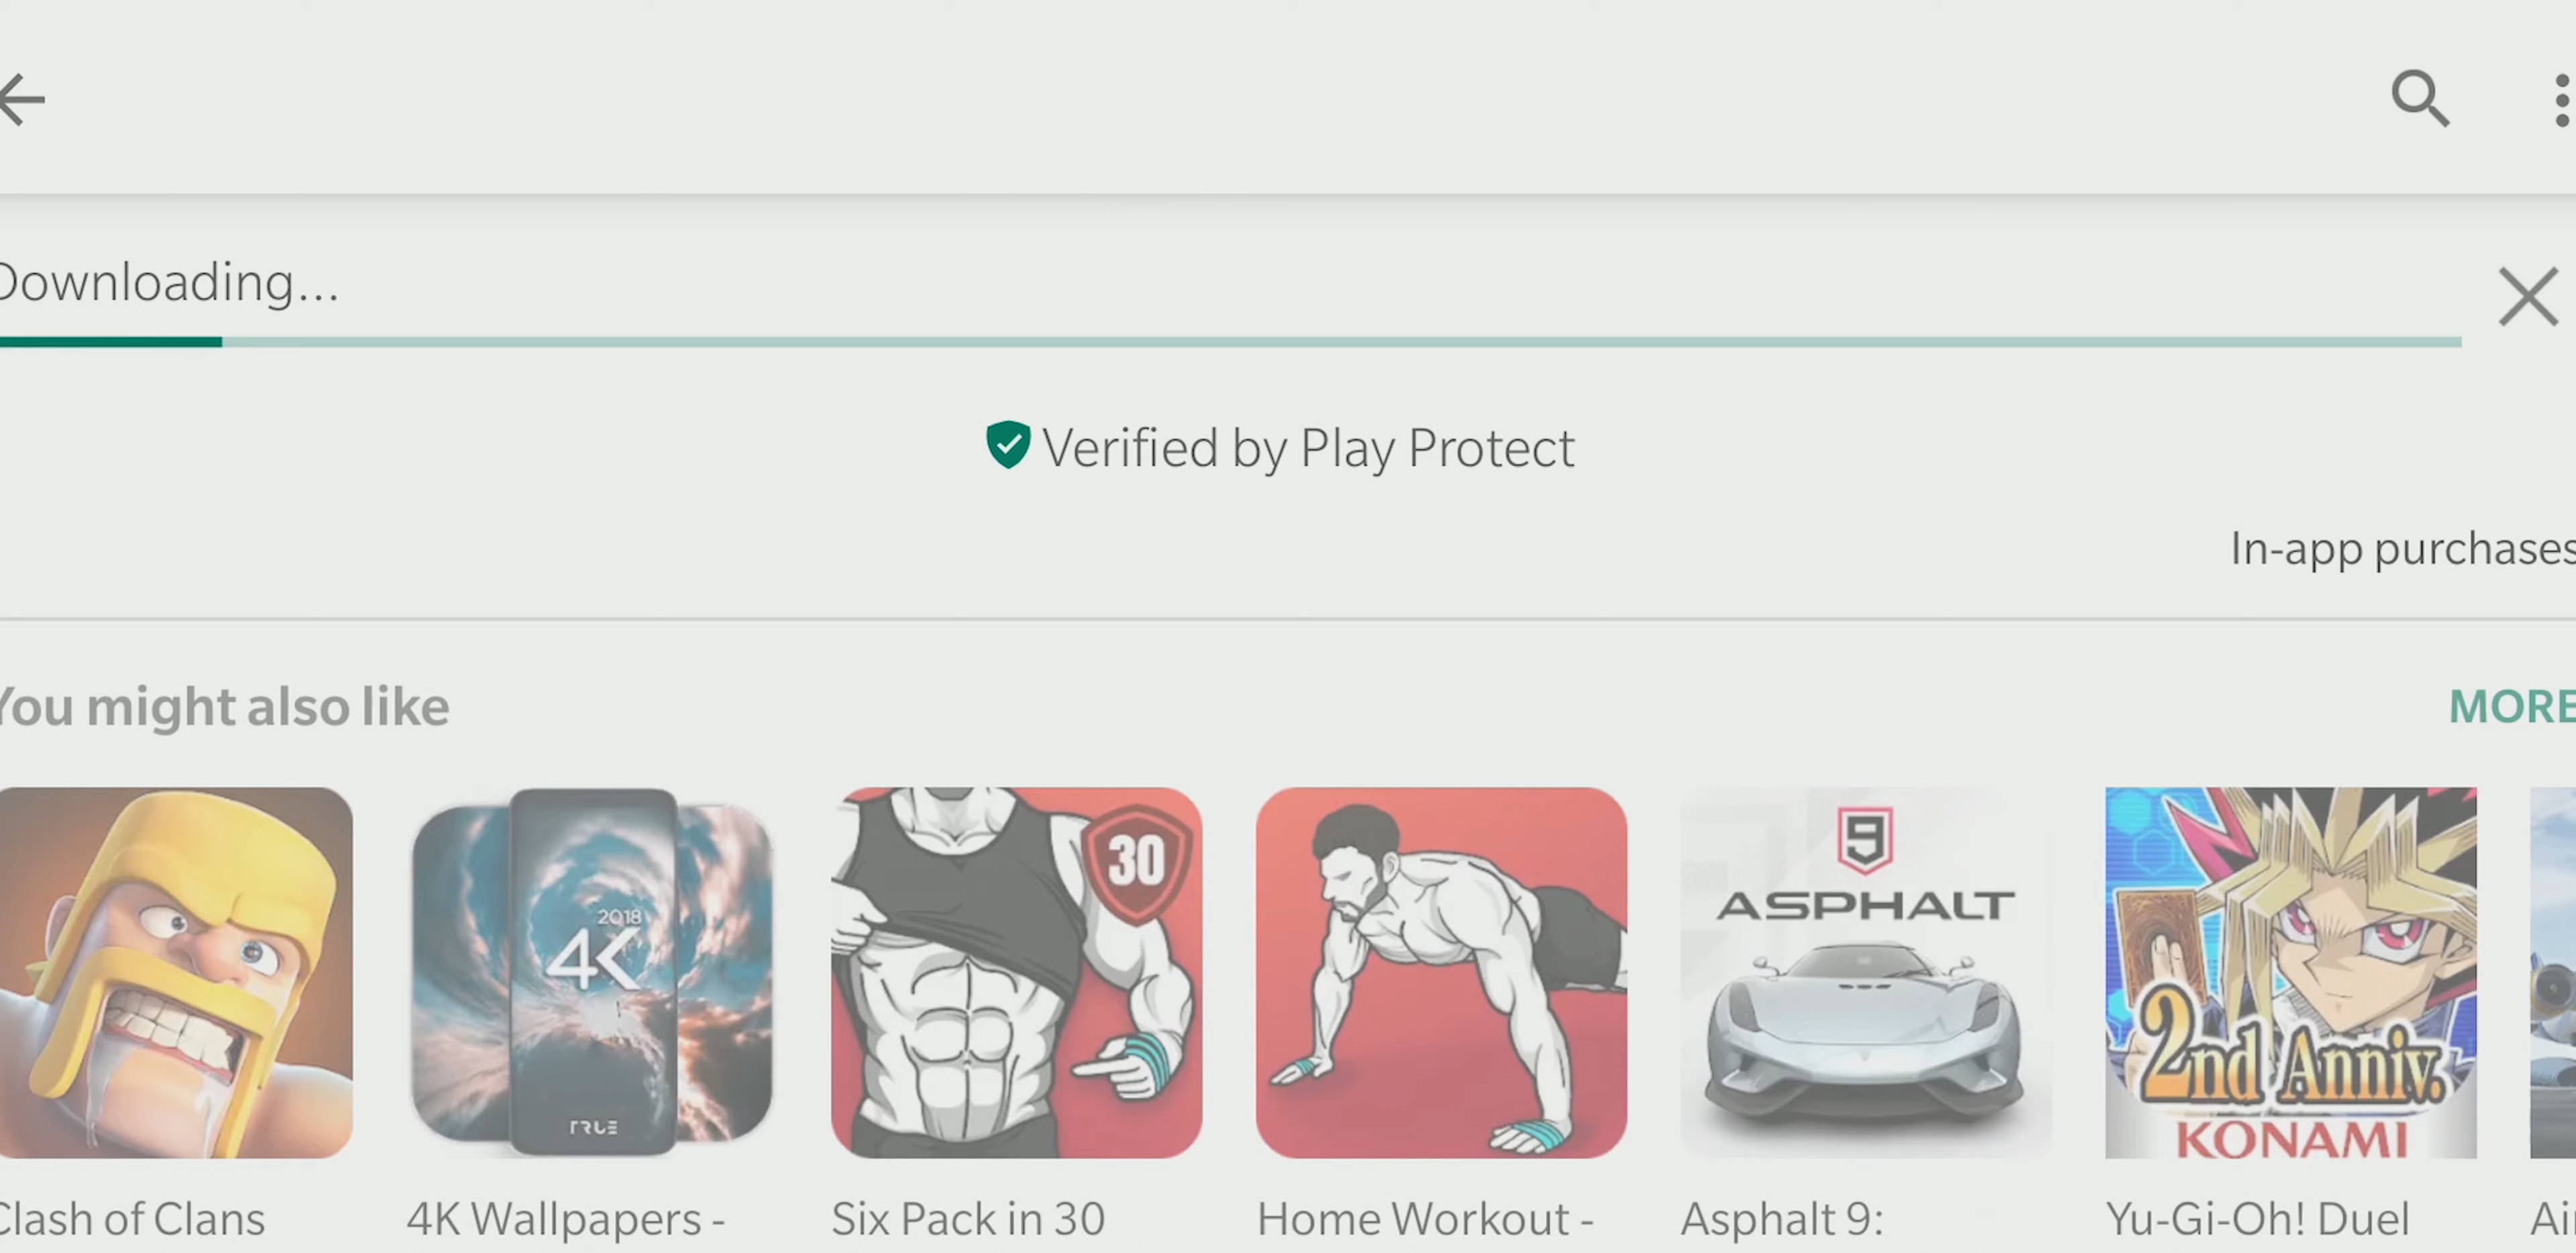 Downloading...
Verified by Play Protect
In-app purchases
You might also like
MORE
30
2018
4K
TRUE
9
ASPHALT
2nd Anniv.
KONAMI
Clash of Clans
4K Wallpapers -
Six Pack in 30
Home Workout -
Asphalt 9:
Yu-Gi-Oh! Duel